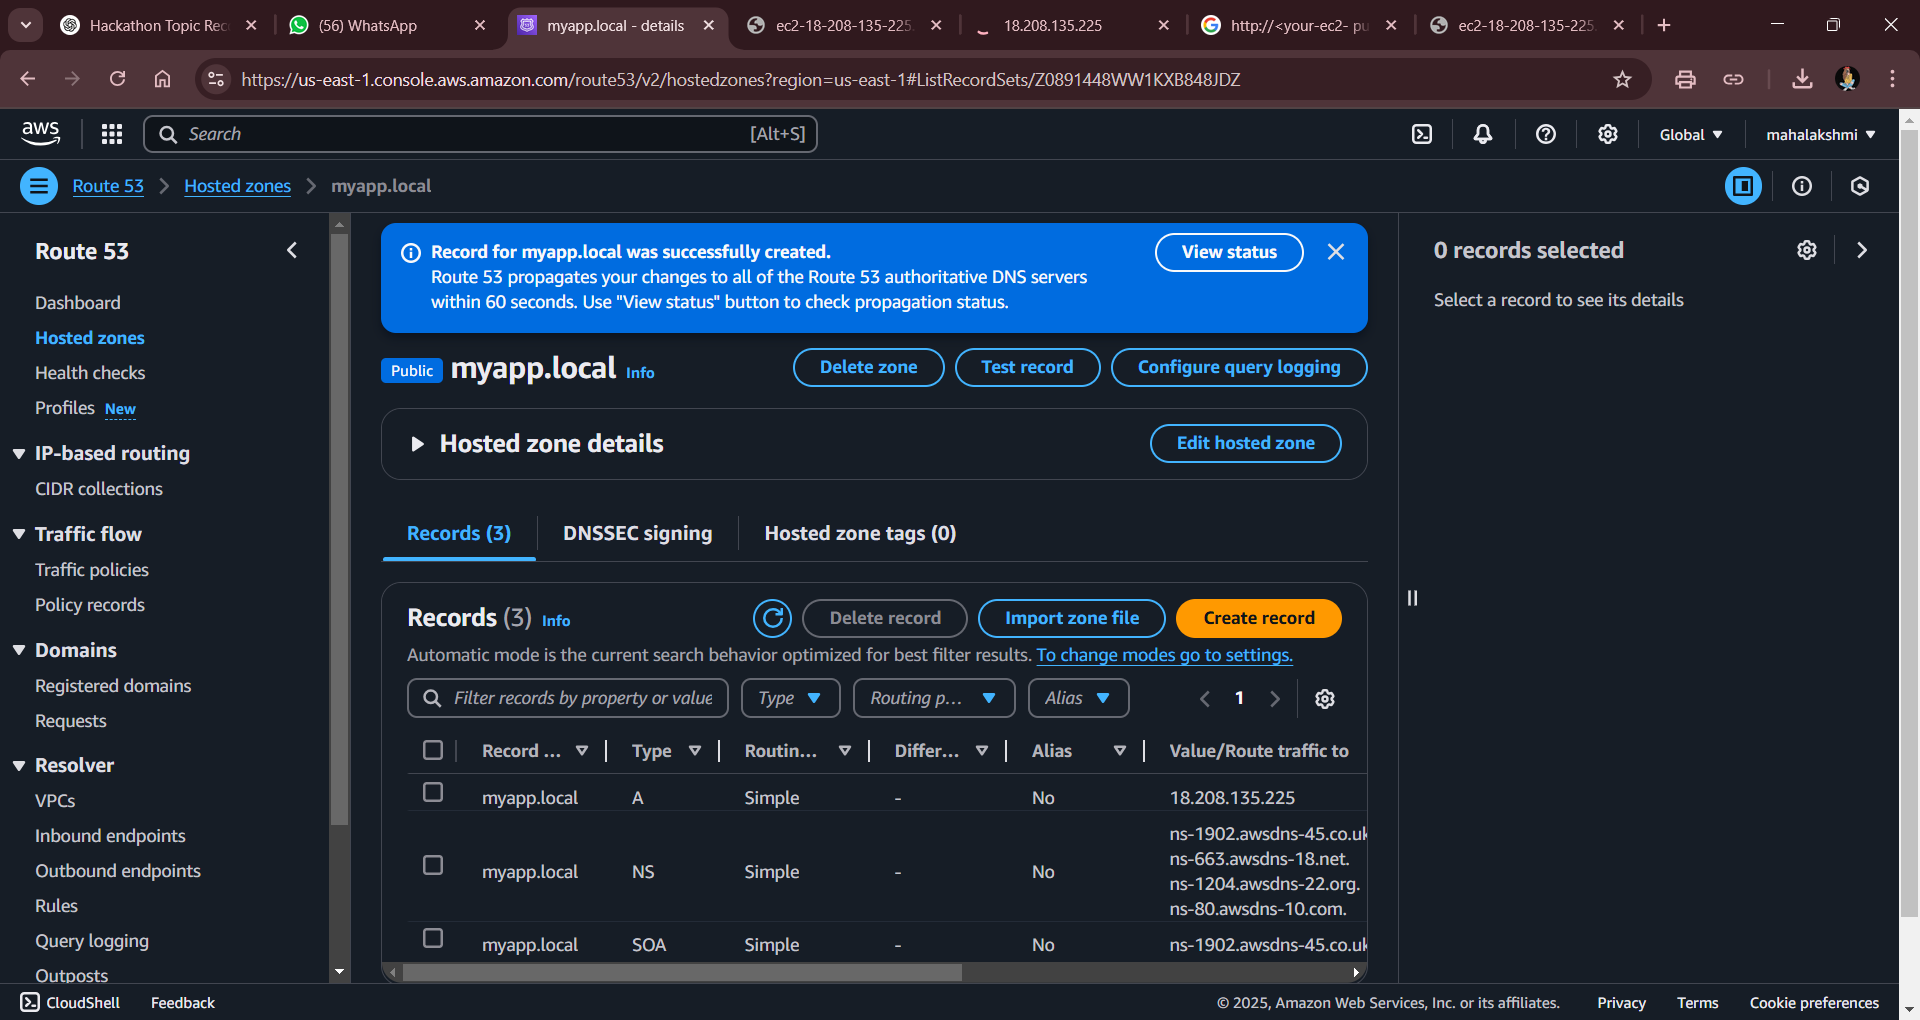 Hackathon Topic Rec
(56) WhatsApp
myapp.local - details
ec2-18-208-135-225.
18.208.135.225
http://<your-ec2- pu
ec2-18-208-135-225.
https://us-east-1.console.aws.amazon.com/route53/v2/hostedzones?region=us-east-1#ListRecordSets/Z0891448WW1KXB848JDZ
aws
Search
[Alt+S]
Global
mahalakshmi
Route 53
Hosted zones
myapp.local
Route 53
Dashboard
Hosted zones
Health checks
Profiles New
IP-based routing
CIDR collections
Traffic flow
Traffic policies
Policy records
Domains
Registered domains
Requests
Resolver
VPCs
Inbound endpoints
Outbound endpoints
Rules
Query logging
Outposts
Record for myapp.local was successfully created.
Route 53 propagates your changes to all of the Route 53 authoritative DNS servers
within 60 seconds. Use "View status" button to check propagation status.
View status
Public myapp.local Info
Delete zone
Test record
Configure query logging
Hosted zone details
Edit hosted zone
Records (3)
DNSSEC signing
Hosted zone tags (0)
Records (3) Info
Delete record
Import zone file
Create record
Automatic mode is the current search behavior optimized for best filter results. To change modes go to settings.
Filter records by property or value
Type
Routing p...
Alias
1
Record ... Type Routin... Differ... Alias Value/Route traffic to
myapp.local A Simple - No 18.208.135.225
myapp.local NS Simple - No
ns-1902.awsdns-45.co.uk
ns-663.awsdns-18.net.
ns-1204.awsdns-22.org.
ns-80.awsdns-10.com.
myapp.local SOA Simple - No ns-1902.awsdns-45.co.uk
0 records selected
Select a record to see its details
CloudShell
Feedback
© 2025, Amazon Web Services, Inc. or its affiliates.
Privacy
Terms
Cookie preferences